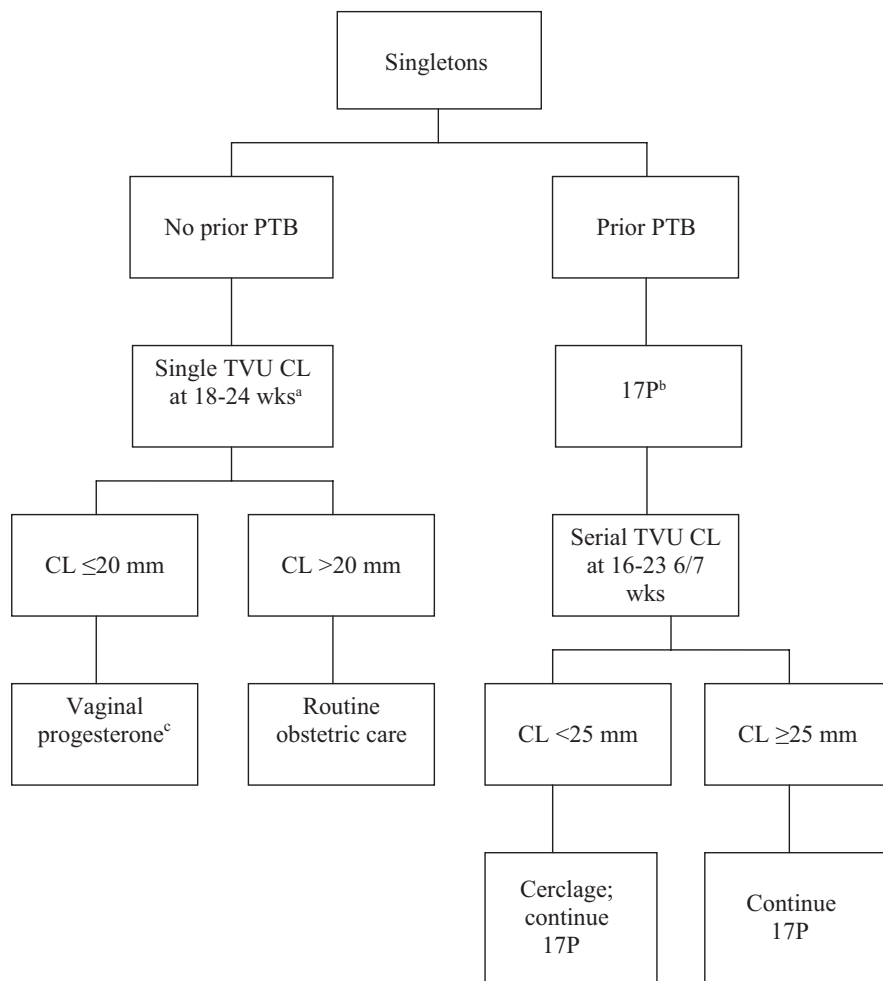 Singletons
No prior PTB
Prior PTB
Single TVU CL
at 18-24 wksᵃ
17Pᵇ
CL ≤20 mm
CL >20 mm
Serial TVU CL
at 16-23 6/7
wks
Vaginal
progesteroneᶜ
Routine
obstetric care
CL <25 mm
CL ≥25 mm
Cerclage;
continue
17P
Continue
17P